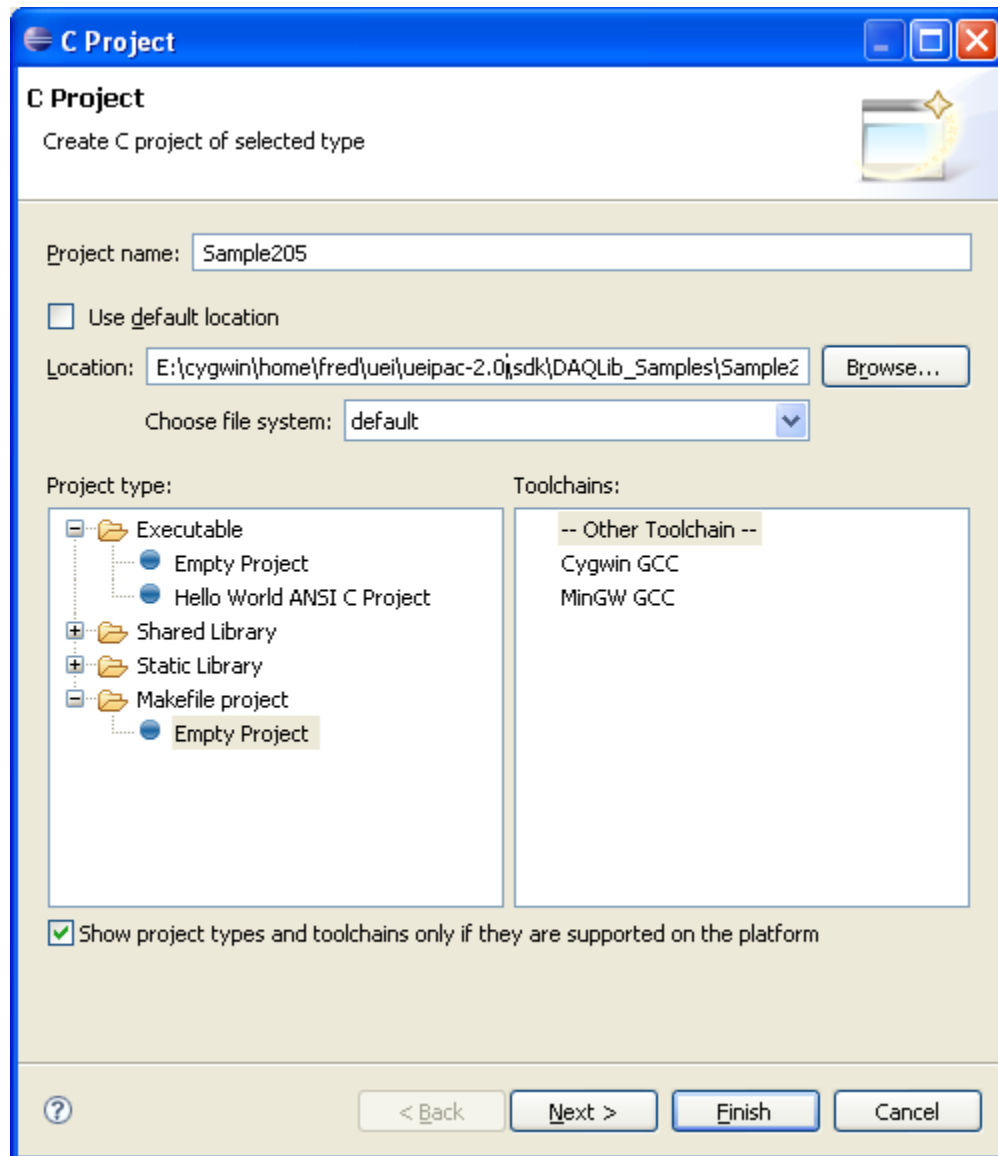 C Project
C Project
Create C project of selected type
Project name: Sample205
Use default location
Location: E:\cygwin\home\fred\uei\ueipac-2.0\sdk\DAQLib_Samples\Sample2 Browse...
Choose file system: default
Project type: Toolchains:
Executable -- Other Toolchain --
Empty Project Cygwin GCC
Hello World ANSI C Project MinGW GCC
Shared Library
Static Library
Makefile project
Empty Project
Show project types and toolchains only if they are supported on the platform
? < Back Next > Finish Cancel